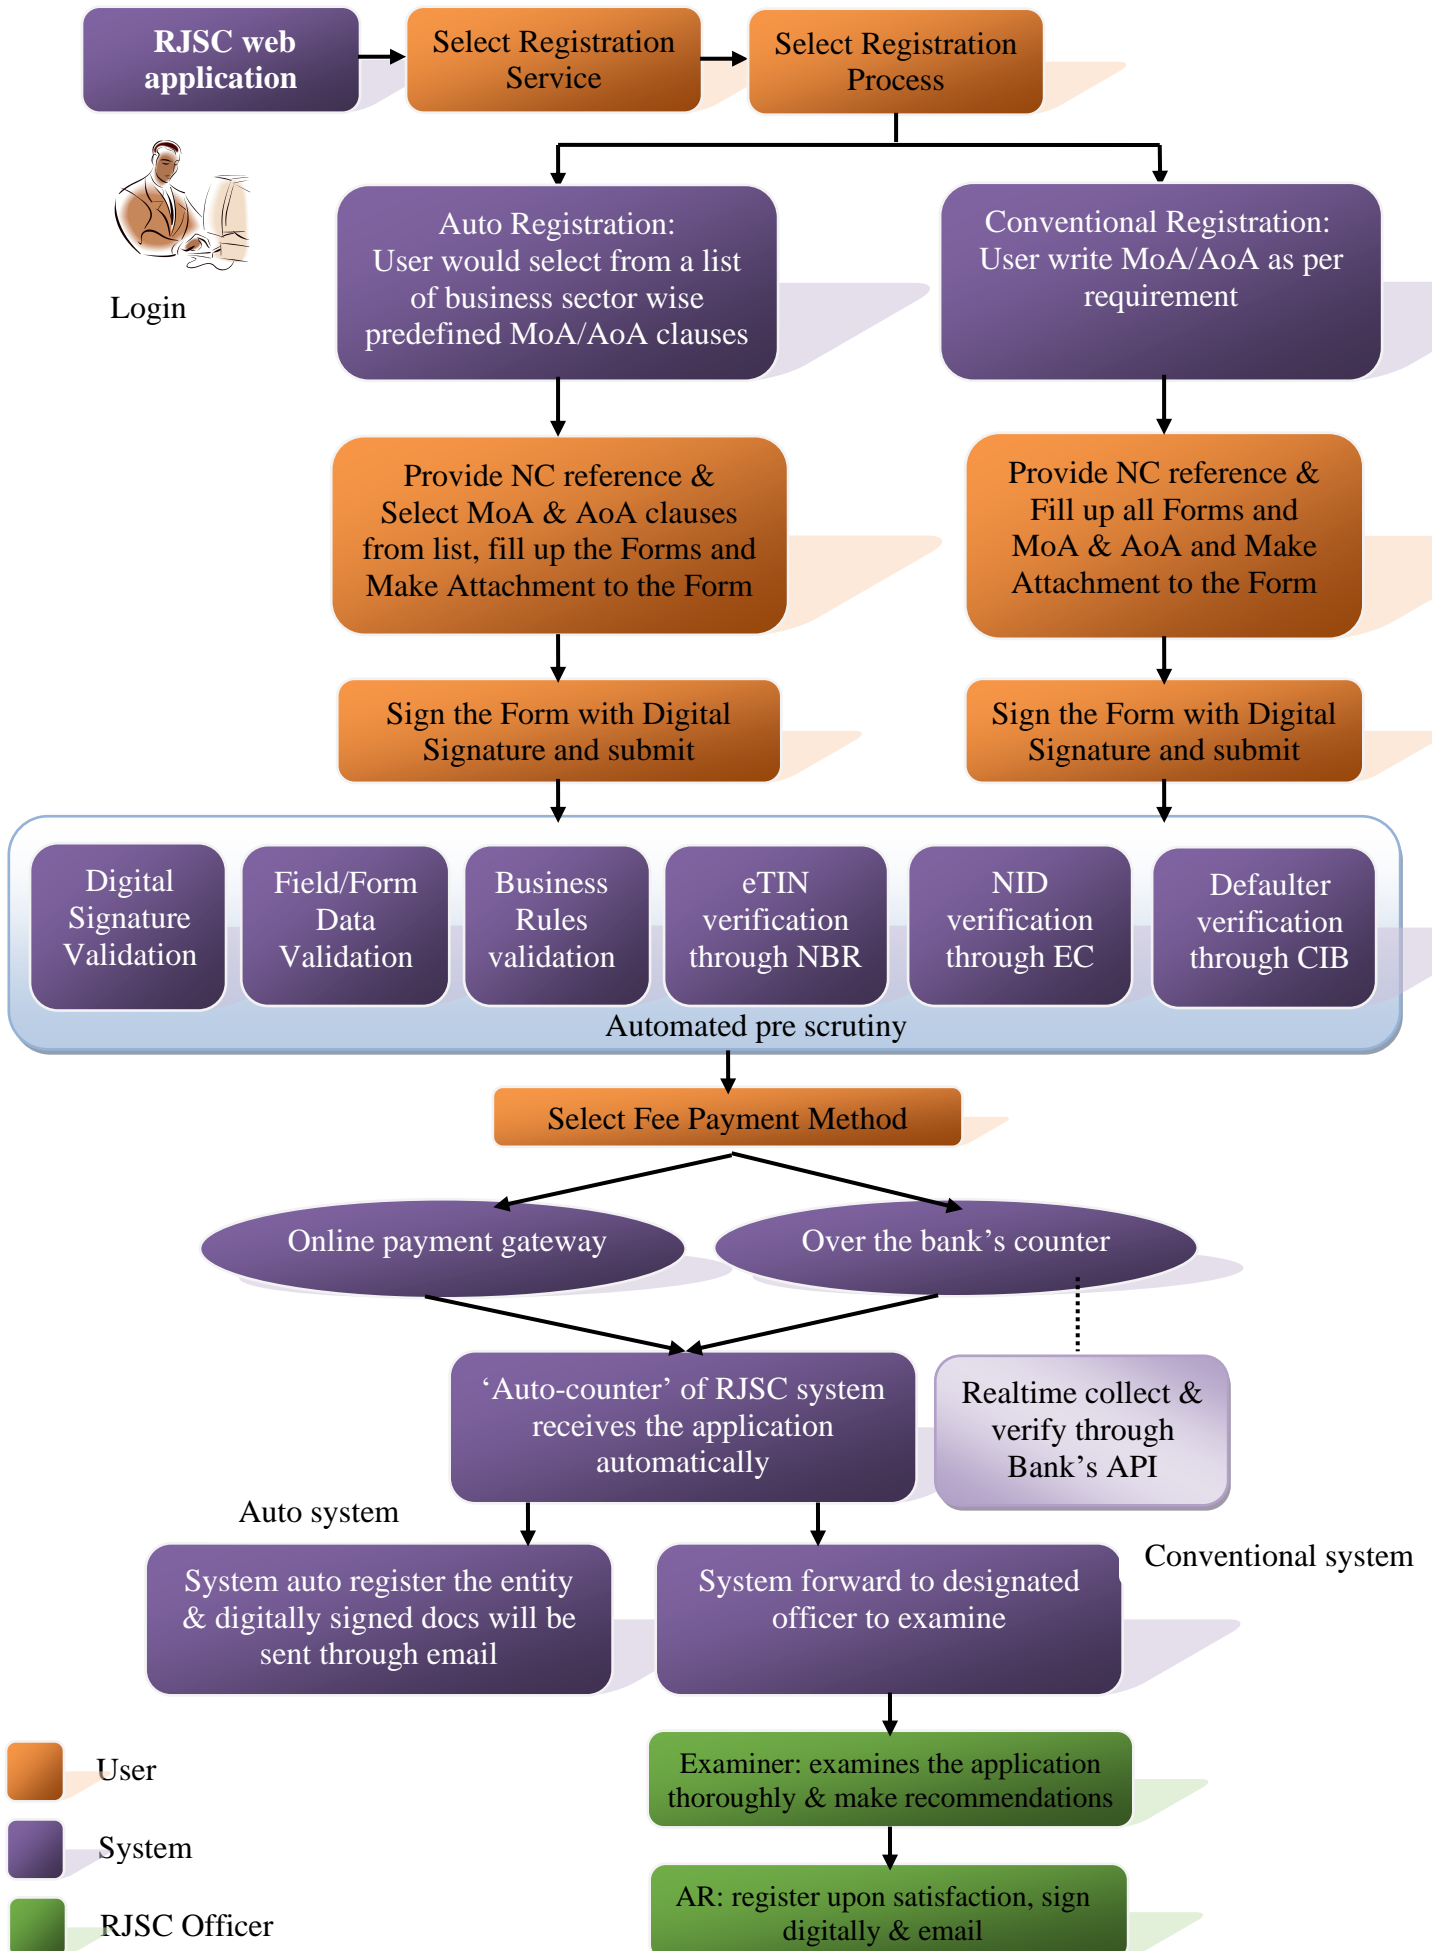 RJSC web
application
Select Registration
Service
Select Registration
Process
Login
Auto Registration:
User would select from a list
of business sector wise
predefined MoA/AoA clauses
Conventional Registration:
User write MoA/AoA as per
requirement
Provide NC reference &
Select MoA & AoA clauses
from list, fill up the Forms and
Make Attachment to the Form
Provide NC reference &
Fill up all Forms and
MoA & AoA and Make
Attachment to the Form
Sign the Form with Digital
Signature and submit
Sign the Form with Digital
Signature and submit
Digital
Signature
Validation
Field/Form
Data
Validation
Business
Rules
validation
eTIN
verification
through NBR
NID
verification
through EC
Defaulter
verification
through CIB
Automated pre scrutiny
Select Fee Payment Method
Online payment gateway
Over the bank’s counter
‘Auto-counter’ of RJSC system
receives the application
automatically
Realtime collect &
verify through
Bank’s API
Auto system
Conventional system
System auto register the entity
& digitally signed docs will be
sent through email
System forward to designated
officer to examine
Examiner: examines the application
thoroughly & make recommendations
AR: register upon satisfaction, sign
digitally & email
User
System
RJSC Officer